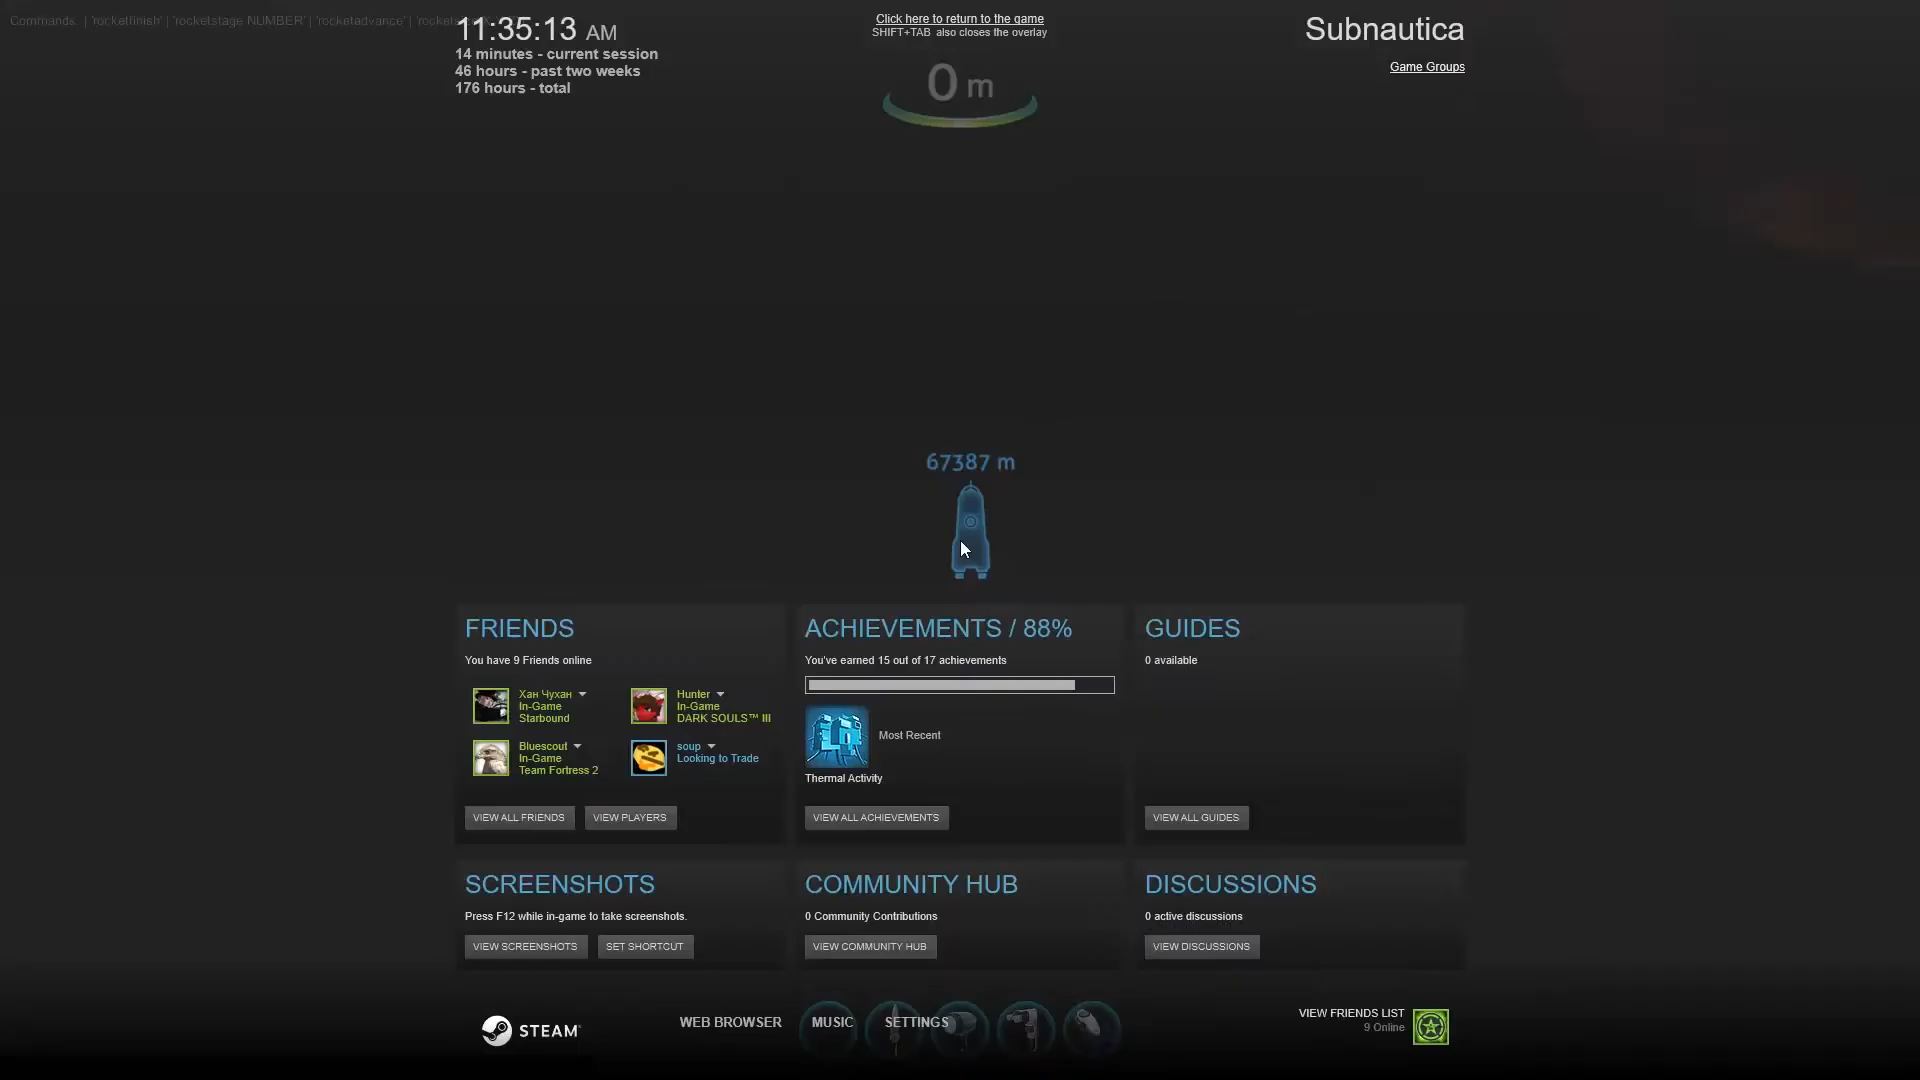 Commands. | 'rocketfinish' | 'rocketstage NUMBER' | 'rocketadvance' |
11:35:13 AM
14 minutes - current session
46 hours - past two weeks
176 hours - total
Click here to return to the game
SHIFT+TAB also closes the overlay
0 m
Subnautica
Game Groups
67387 m
FRIENDS
You have 9 Friends online
Хан Чухан
In-Game
Starbound
Hunter
In-Game
DARK SOULS™ III
Bluescout
In-Game
Team Fortress 2
soup
Looking to Trade
VIEW ALL FRIENDS
VIEW PLAYERS
ACHIEVEMENTS / 88%
You've earned 15 out of 17 achievements
Most Recent
Thermal Activity
VIEW ALL ACHIEVEMENTS
GUIDES
0 available
VIEW ALL GUIDES
SCREENSHOTS
Press F12 while in-game to take screenshots.
VIEW SCREENSHOTS
SET SHORTCUT
COMMUNITY HUB
0 Community Contributions
VIEW COMMUNITY HUB
DISCUSSIONS
0 active discussions
VIEW DISCUSSIONS
STEAM
WEB BROWSER
MUSIC
SETTINGS
VIEW FRIENDS LIST
9 Online